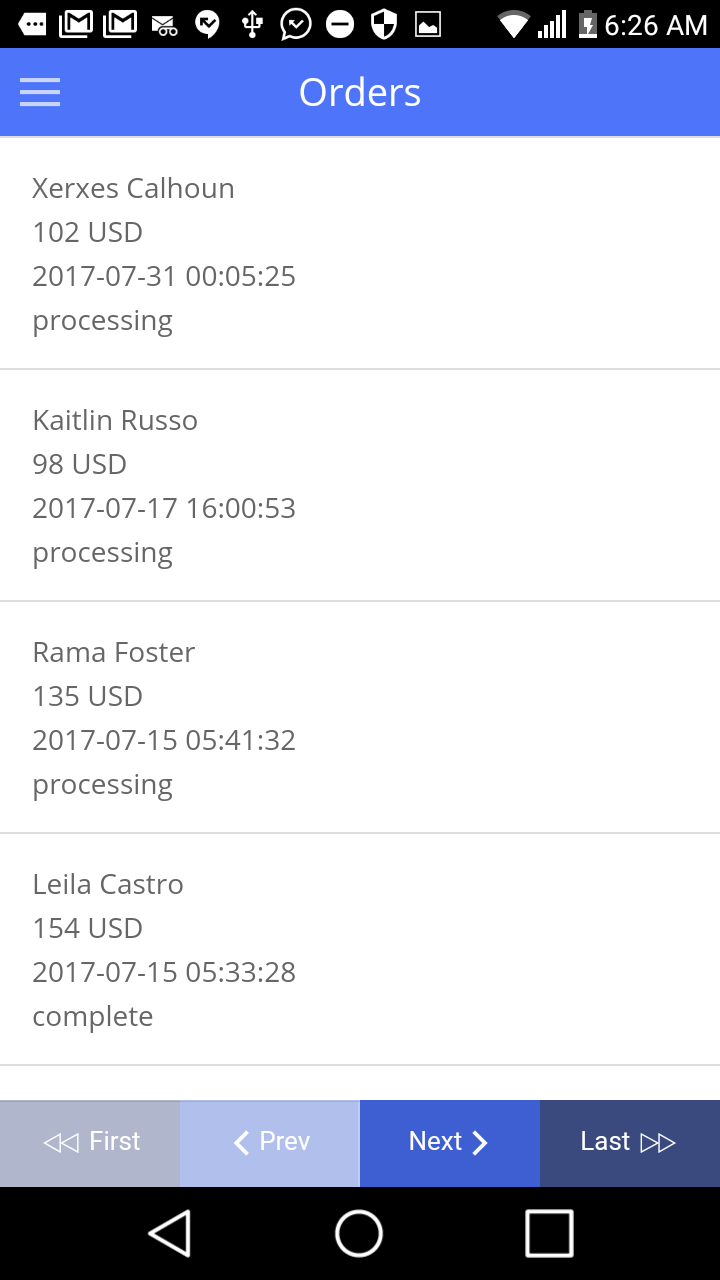 6:26 AM
Orders
Xerxes Calhoun
102 USD
2017-07-31 00:05:25
processing
Kaitlin Russo
98 USD
2017-07-17 16:00:53
processing
Rama Foster
135 USD
2017-07-15 05:41:32
processing
Leila Castro
154 USD
2017-07-15 05:33:28
complete
First Prev Next Last